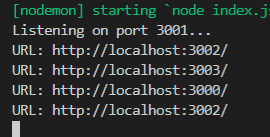 [nodemon] starting `node index.js
Listening on port 3001...
URL: http://localhost:3002/
URL: http://localhost:3003/
URL: http://localhost:3000/
URL: http://localhost:3002/